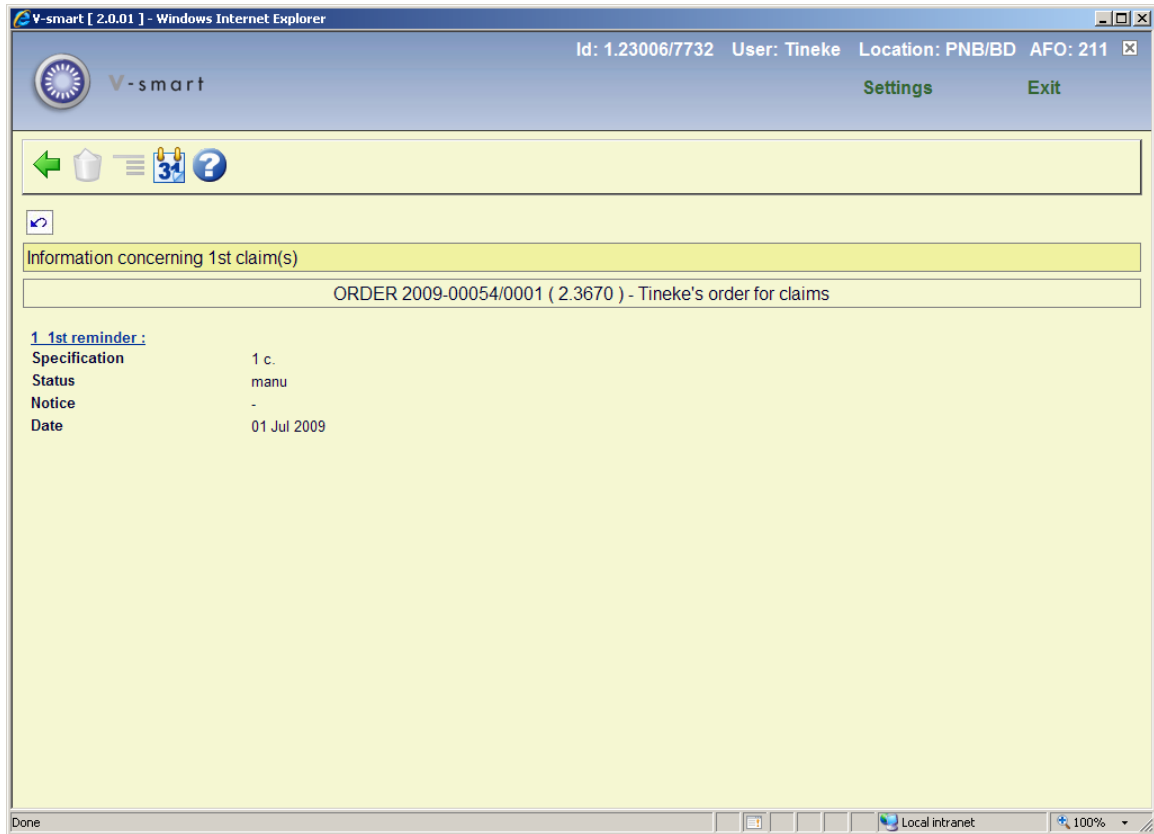 V-smart [ 2.0.01 ] - Windows Internet Explorer
Id: 1.23006/7732 User: Tineke Location: PNB/BD AFO: 211
V-smart
Settings Exit
31
?
Information concerning 1st claim(s)
ORDER 2009-00054/0001 ( 2.3670 ) - Tineke's order for claims
1 1st reminder :
Specification 1 c.
Status manu
Notice -
Date 01 Jul 2009
Done Local intranet 100%